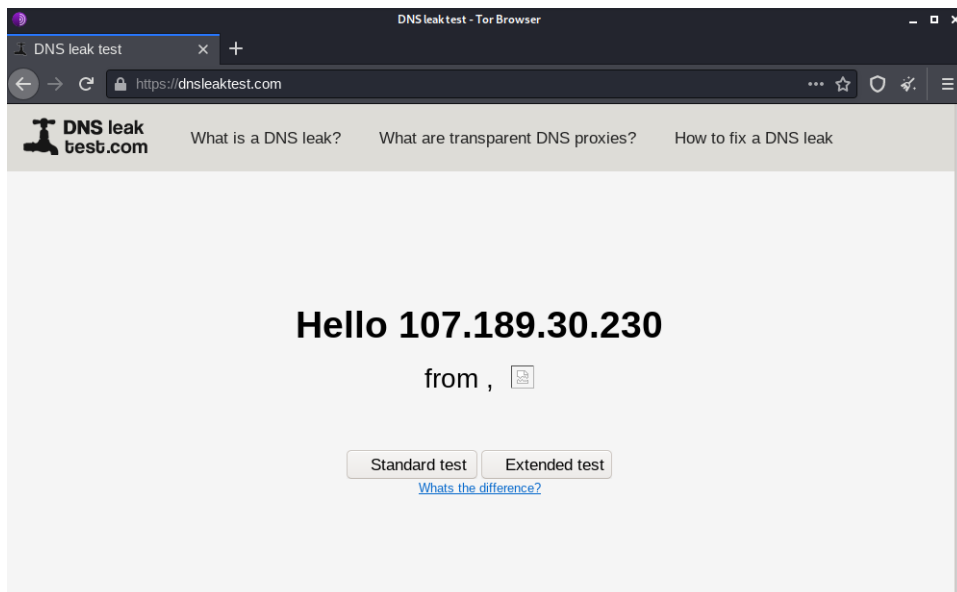 DNS leak test - Tor Browser
DNS leak test
https://dnsleaktest.com
DNS leak
test.com
What is a DNS leak? What are transparent DNS proxies? How to fix a DNS leak
Hello 107.189.30.230
from ,
Standard test Extended test
Whats the difference?